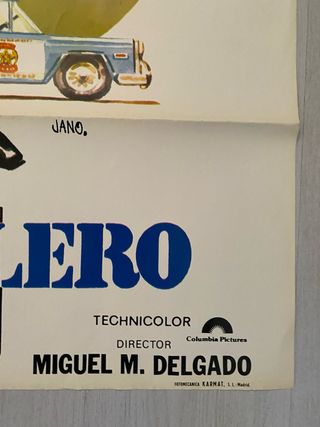 JANO.
LERO
TECHNICOLOR
Columbia Pictures
DIRECTOR
MIGUEL M. DELGADO
FOTOMECANICA KARMAT, S. L.-Madrid.